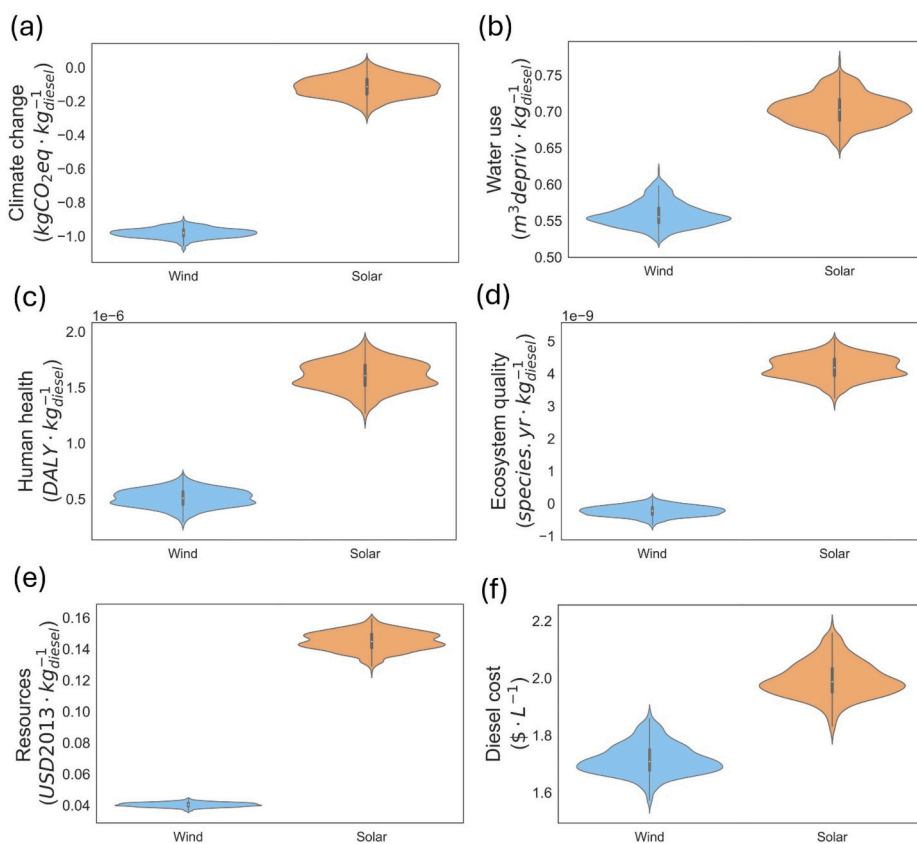 (a)
Climate change
(kgCO₂eq · kg⁻¹diesel)
0.0
−0.2
−0.4
−0.6
−0.8
−1.0
Wind
Solar
(b)
Water use
(m³depriv · kg⁻¹diesel)
0.75
0.70
0.65
0.60
0.55
0.50
Wind
Solar
(c)
1e−6
Human health
(DALY · kg⁻¹diesel)
2.0
1.5
1.0
0.5
Wind
Solar
(d)
1e−9
Ecosystem quality
(species.yr · kg⁻¹diesel)
5
4
3
2
1
0
−1
Wind
Solar
(e)
Resources
(USD2013 · kg⁻¹diesel)
0.16
0.14
0.12
0.10
0.08
0.06
0.04
Wind
Solar
(f)
Diesel cost
($ · L⁻¹)
2.2
2.0
1.8
1.6
Wind
Solar